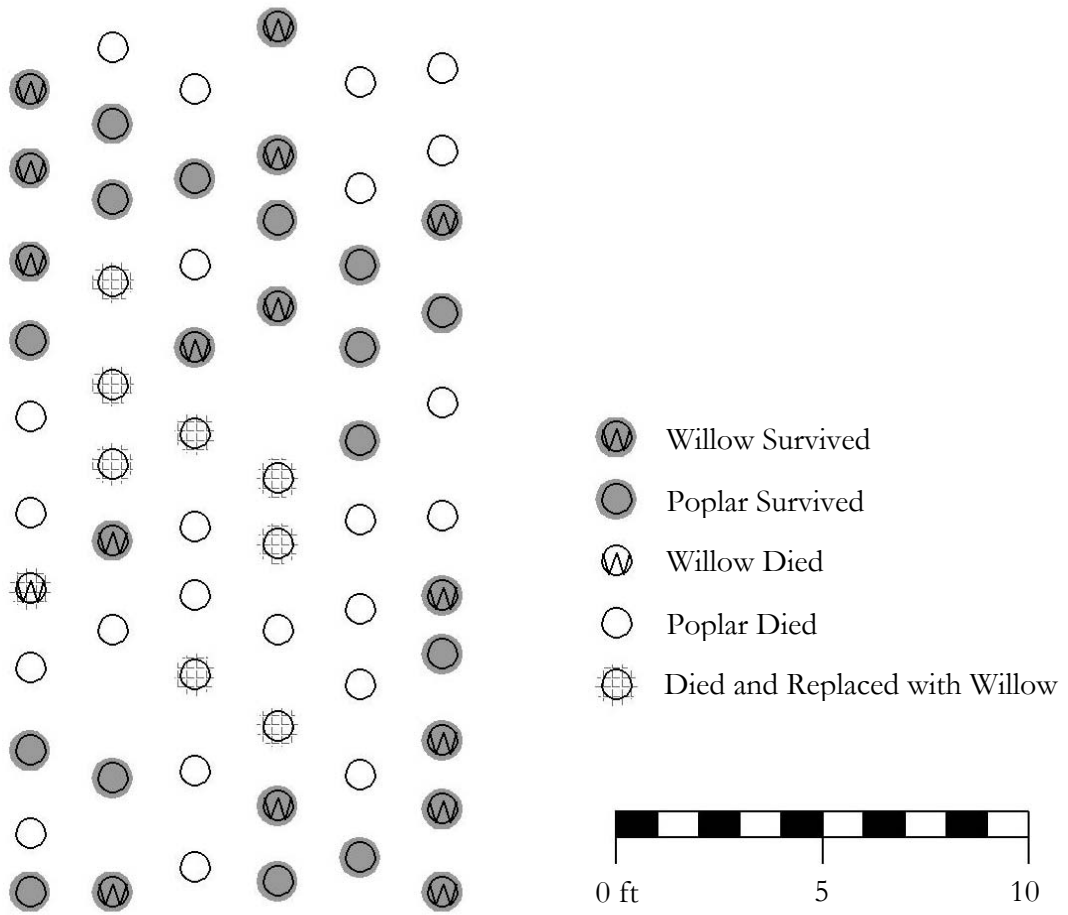 Willow Survived
Poplar Survived
Willow Died
Poplar Died
Died and Replaced with Willow
0 ft 5 10